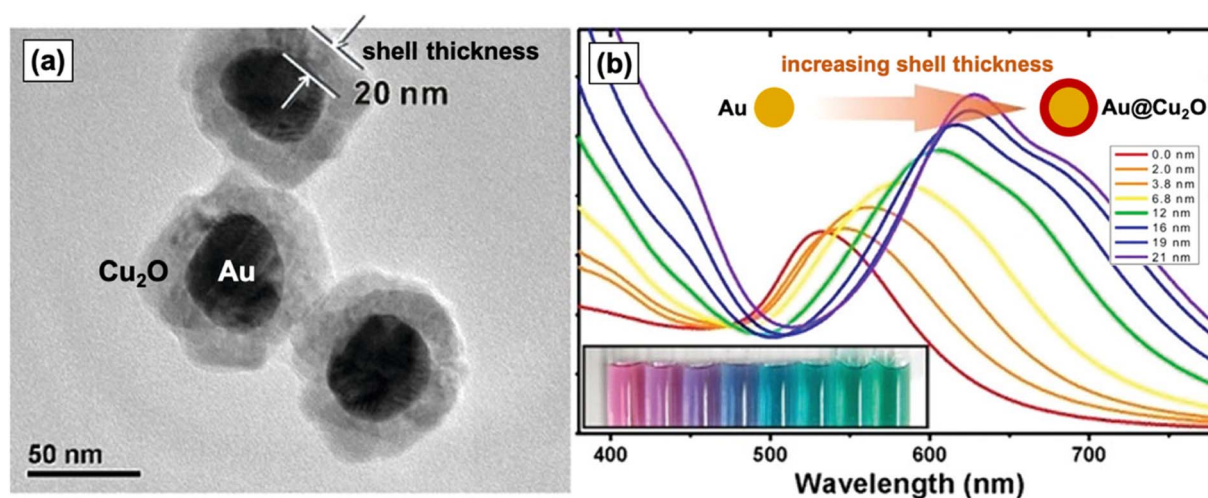 (a)
shell thickness
20 nm
Cu₂O
Au
50 nm
(b)
increasing shell thickness
Au
Au@Cu₂O
0.0 nm
2.0 nm
3.8 nm
6.8 nm
12 nm
16 nm
19 nm
21 nm
400 500 600 700
Wavelength (nm)